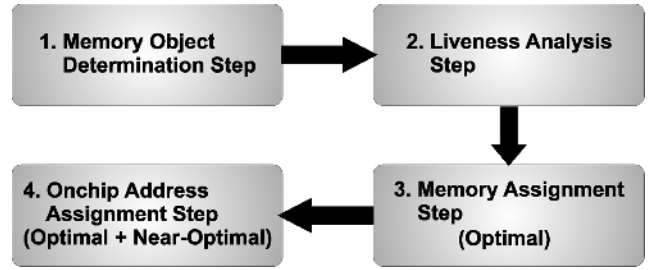 1. Memory Object
Determination Step
2. Liveness Analysis
Step
3. Memory Assignment
Step
(Optimal)
4. Onchip Address
Assignment Step
(Optimal + Near-Optimal)